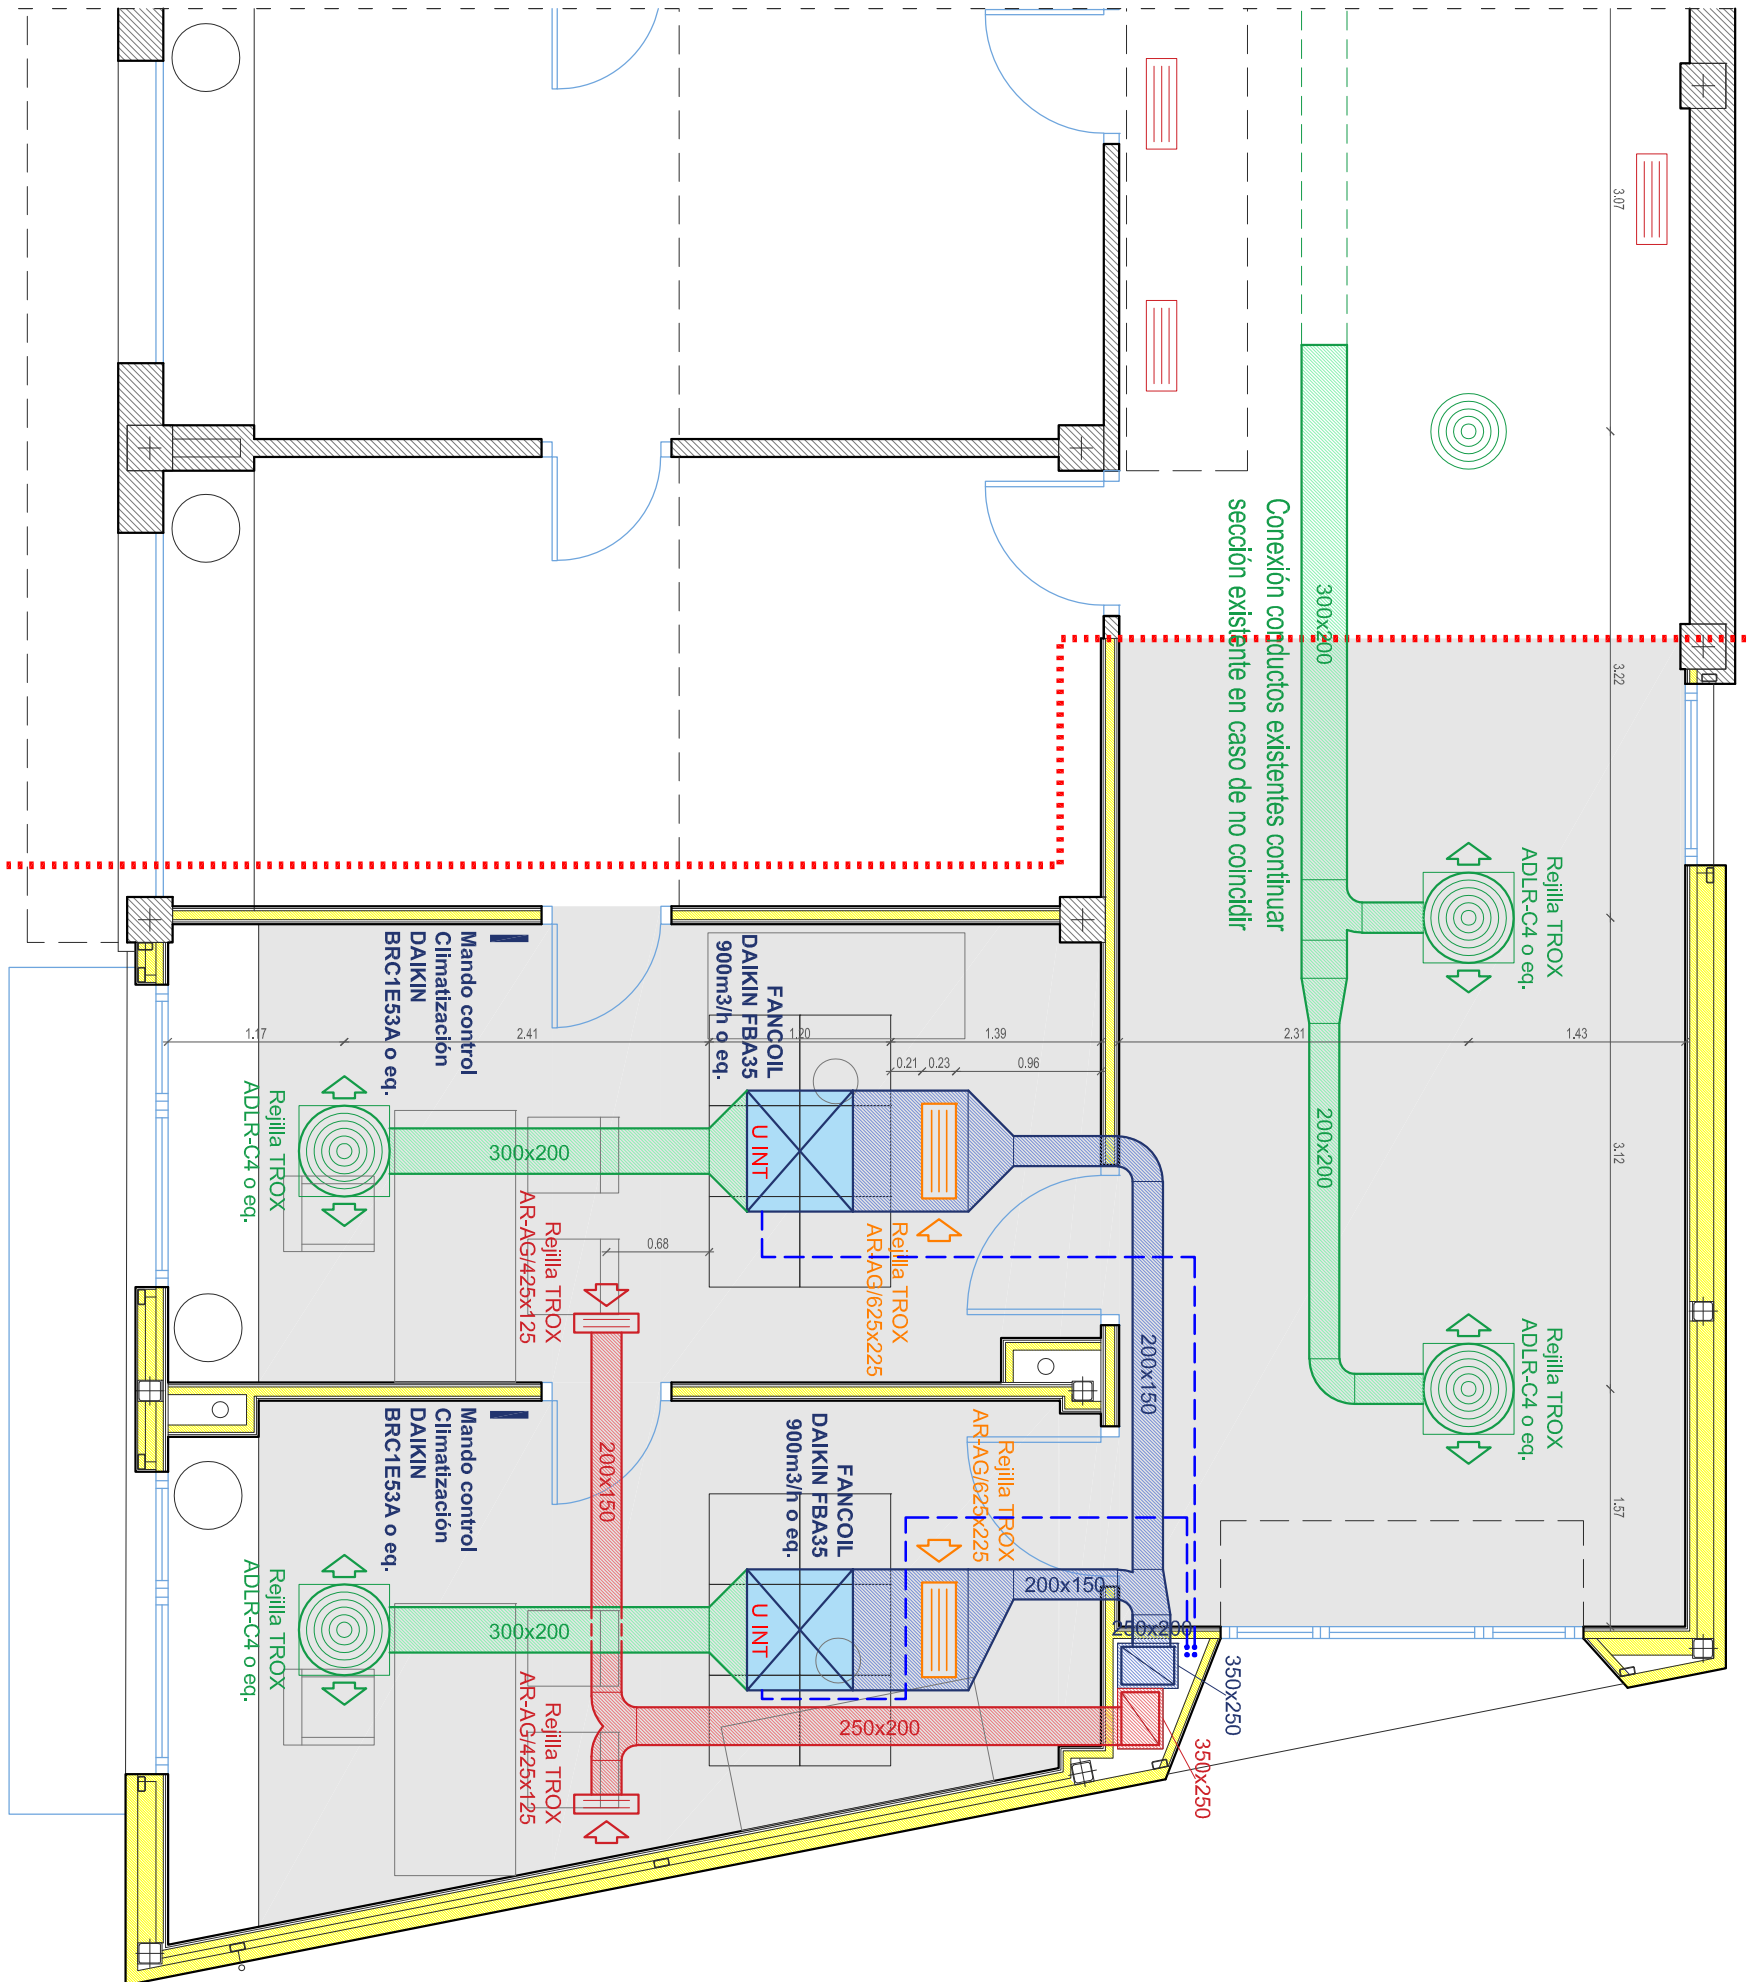 3.07
3.22
3.12
1.57
Conexión conductos existentes continuar
sección existente en caso de no coincidir
300x200
200x200
Rejilla TROX
ADLR-C4 o eq.
Rejilla TROX
ADLR-C4 o eq.
1.17
2.41
1.20
1.39
2.31
1.43
0.21
0.23
0.96
0.68
Mando control
Climatización
DAIKIN
BRC1E53A o eq.
FANCOIL
DAIKIN FBA35
900m3/h o eq.
U INT
300x200
Rejilla TROX
ADLR-C4 o eq.
Rejilla TROX
AR-AG/425x125
Rejilla TROX
AR-AG/625x225
200x150
200x150
Mando control
Climatización
DAIKIN
BRC1E53A o eq.
FANCOIL
DAIKIN FBA35
900m3/h o eq.
U INT
300x200
Rejilla TROX
ADLR-C4 o eq.
Rejilla TROX
AR-AG/625x225
200x150
250x200
350x250
350x250
250x200
Rejilla TROX
AR-AG/425x125